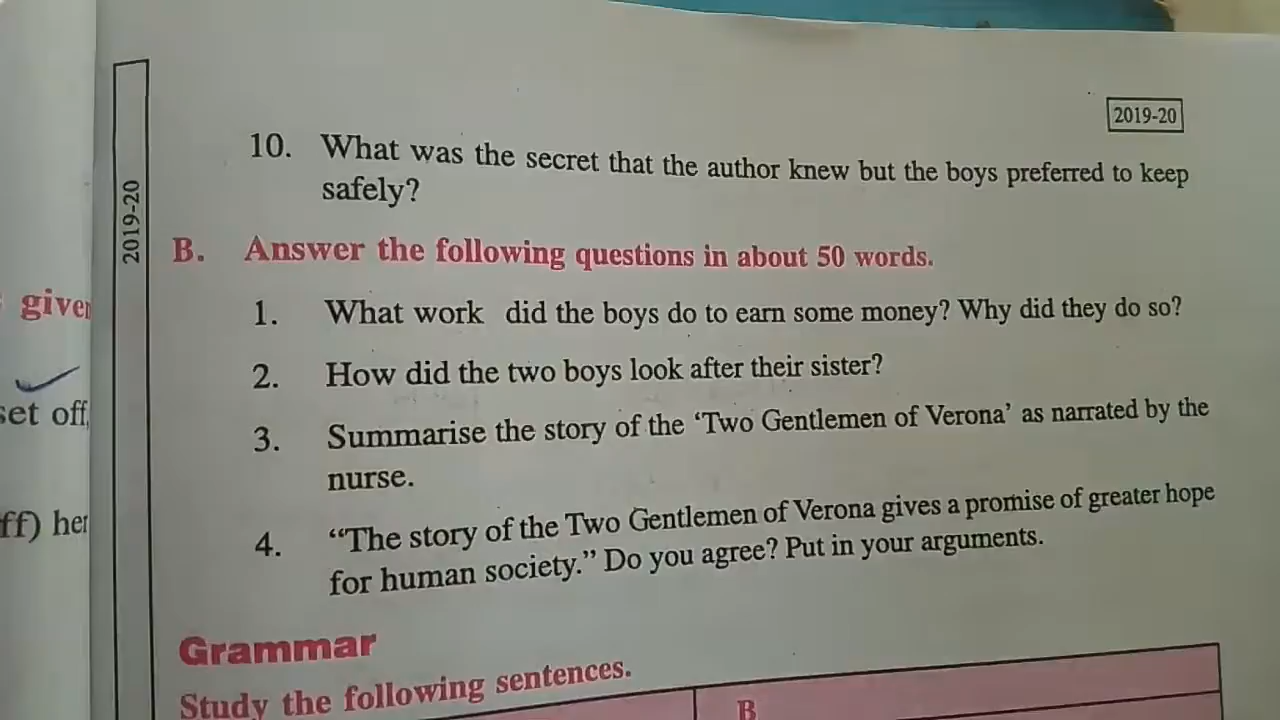 2019-20
2019-20
10. What was the secret that the author knew but the boys preferred to keep
safely?
B. Answer the following questions in about 50 words.
1. What work did the boys do to earn some money? Why did they do so?
2. How did the two boys look after their sister?
3. Summarise the story of the ‘Two Gentlemen of Verona’ as narrated by the
nurse.
4. “The story of the Two Gentlemen of Verona gives a promise of greater hope
for human society.” Do you agree? Put in your arguments.
Grammar
Study the following sentences.
B
set off,
ff) her